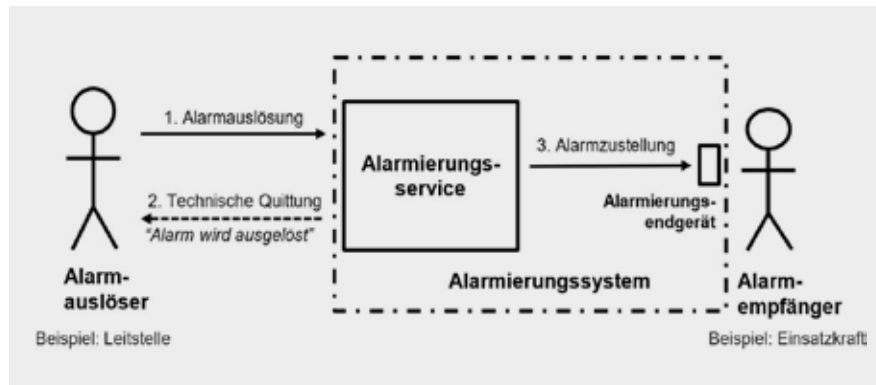 1. Alarmauslösung
2. Technische Quittung
"Alarm wird ausgelöst"
Alarm-
auslöser
Beispiel: Leitstelle
Alarmierungs-
service
3. Alarmzustellung
Alarmierungs-
endgerät
Alarmierungssystem
Alarm-
empfänger
Beispiel: Einsatzkraft